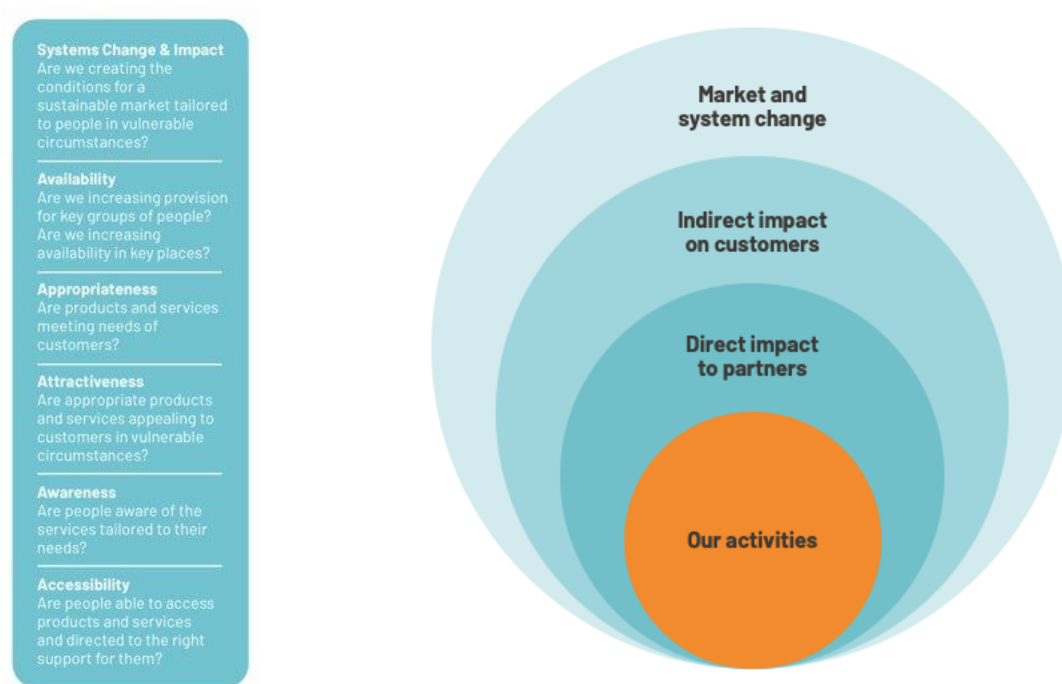 Systems Change & Impact
Are we creating the
conditions for a
sustainable market tailored
to people in vulnerable
circumstances?
Availability
Are we increasing provision
for key groups of people?
Are we increasing
availability in key places?
Appropriateness
Are products and services
meeting needs of
customers?
Attractiveness
Are appropriate products
and services appealing to
customers in vulnerable
circumstances?
Awareness
Are people aware of the
services tailored to their
needs?
Accessibility
Are people able to access
products and services
and directed to the right
support for them?
Market and
system change
Indirect impact
on customers
Direct impact
to partners
Our activities